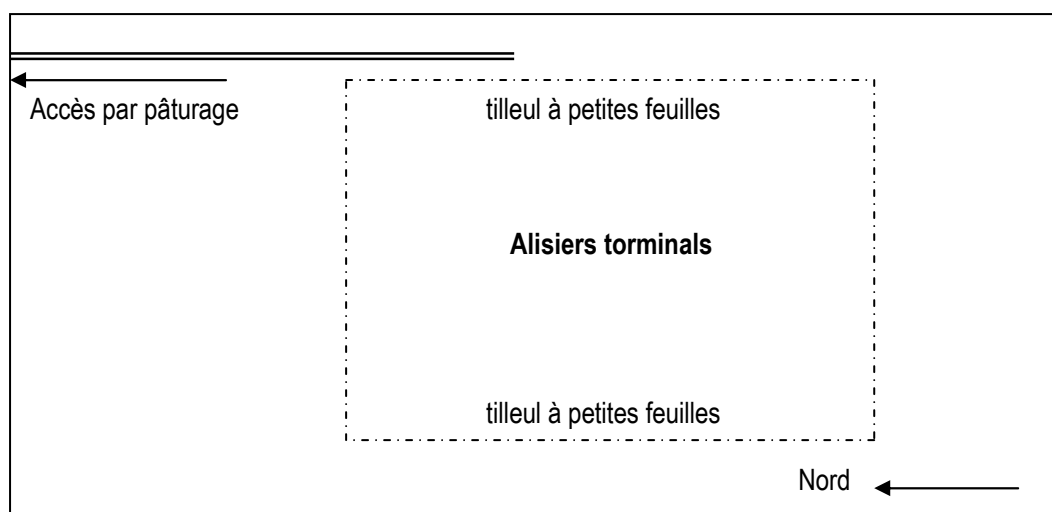 Accès par pâturage
tilleul à petites feuilles
Alisiers torminals
tilleul à petites feuilles
Nord